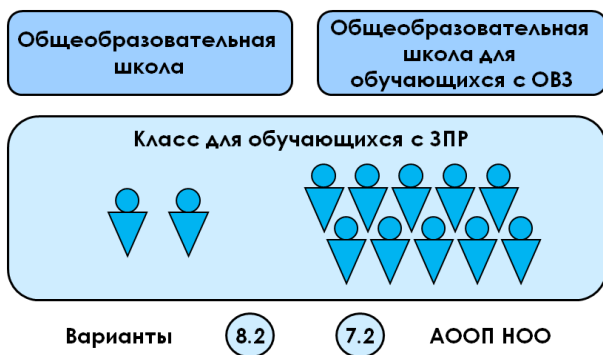 Общеобразовательная
школа
Общеобразовательная
школа для
обучающихся с ОВЗ
Класс для обучающихся с ЗПР
Варианты 8.2 7.2 АООП НОО